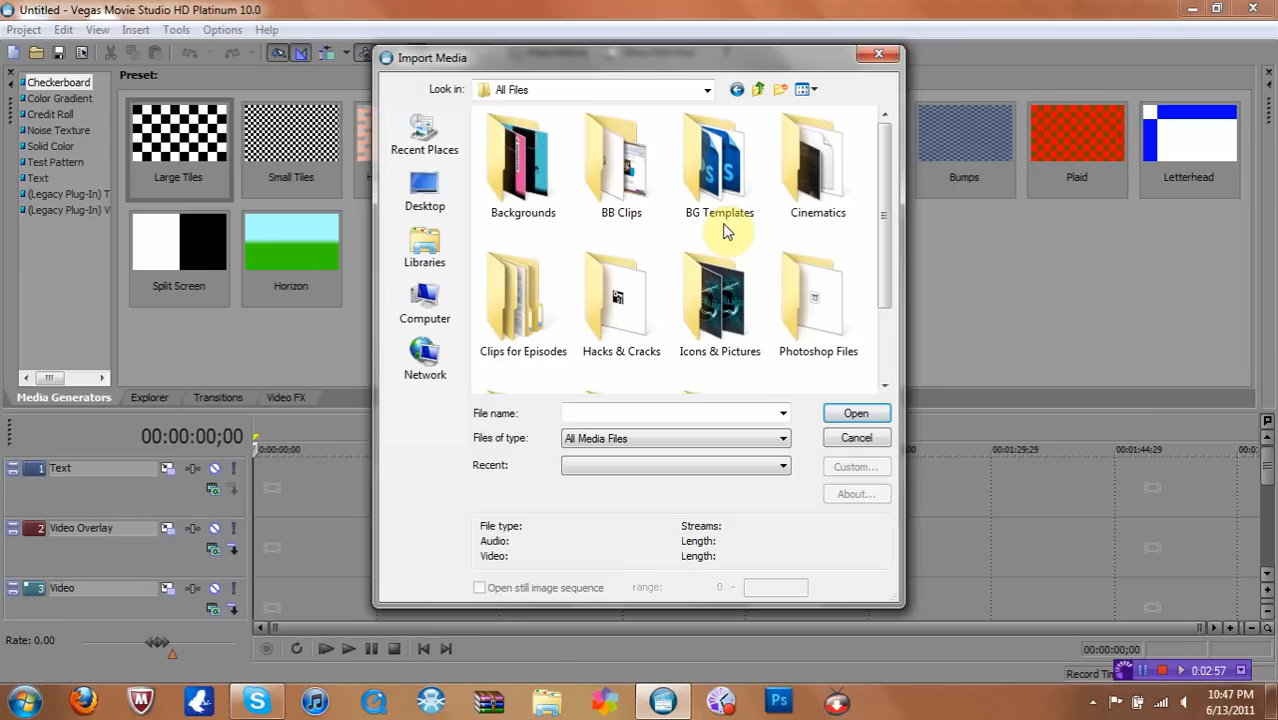 Untitled - Vegas Movie Studio HD Platinum 10.0
Project Edit View Insert Tools Options Help
Import Media
Checkerboard
Color Gradient
Credit Roll
Noise Texture
Solid Color
Test Pattern
Text
(Legacy Plug-In)
(Legacy Plug-In)
Preset:
Large Tiles
Small Tiles
Bumps
Plaid
Letterhead
Split Screen
Horizon
Look in:
All Files
Recent Places
Desktop
Libraries
Computer
Network
Backgrounds
BB Clips
BG Templates
Cinematics
Clips for Episodes
Hacks & Cracks
Icons & Pictures
Photoshop Files
File name:
Open
Files of type:
All Media Files
Cancel
Recent:
Custom...
About...
File type:
Streams:
Audio:
Length:
Video:
Length:
Open still image sequence
range:
0 -
Media Generators Explorer Transitions Video FX
00:00:00;00
0:00:00;00
00:01:29;29
00:01:44;29
1 Text
2 Video Overlay
3 Video
Rate: 0.00
00:00:00;00
Record Tim
0:02:57
Ps
10:47 PM
6/13/2011